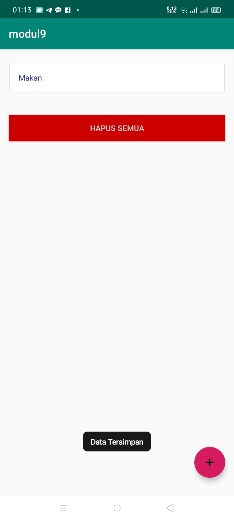 01:13
modul9
Makan
HAPUS SEMUA
Data Tersimpan
+